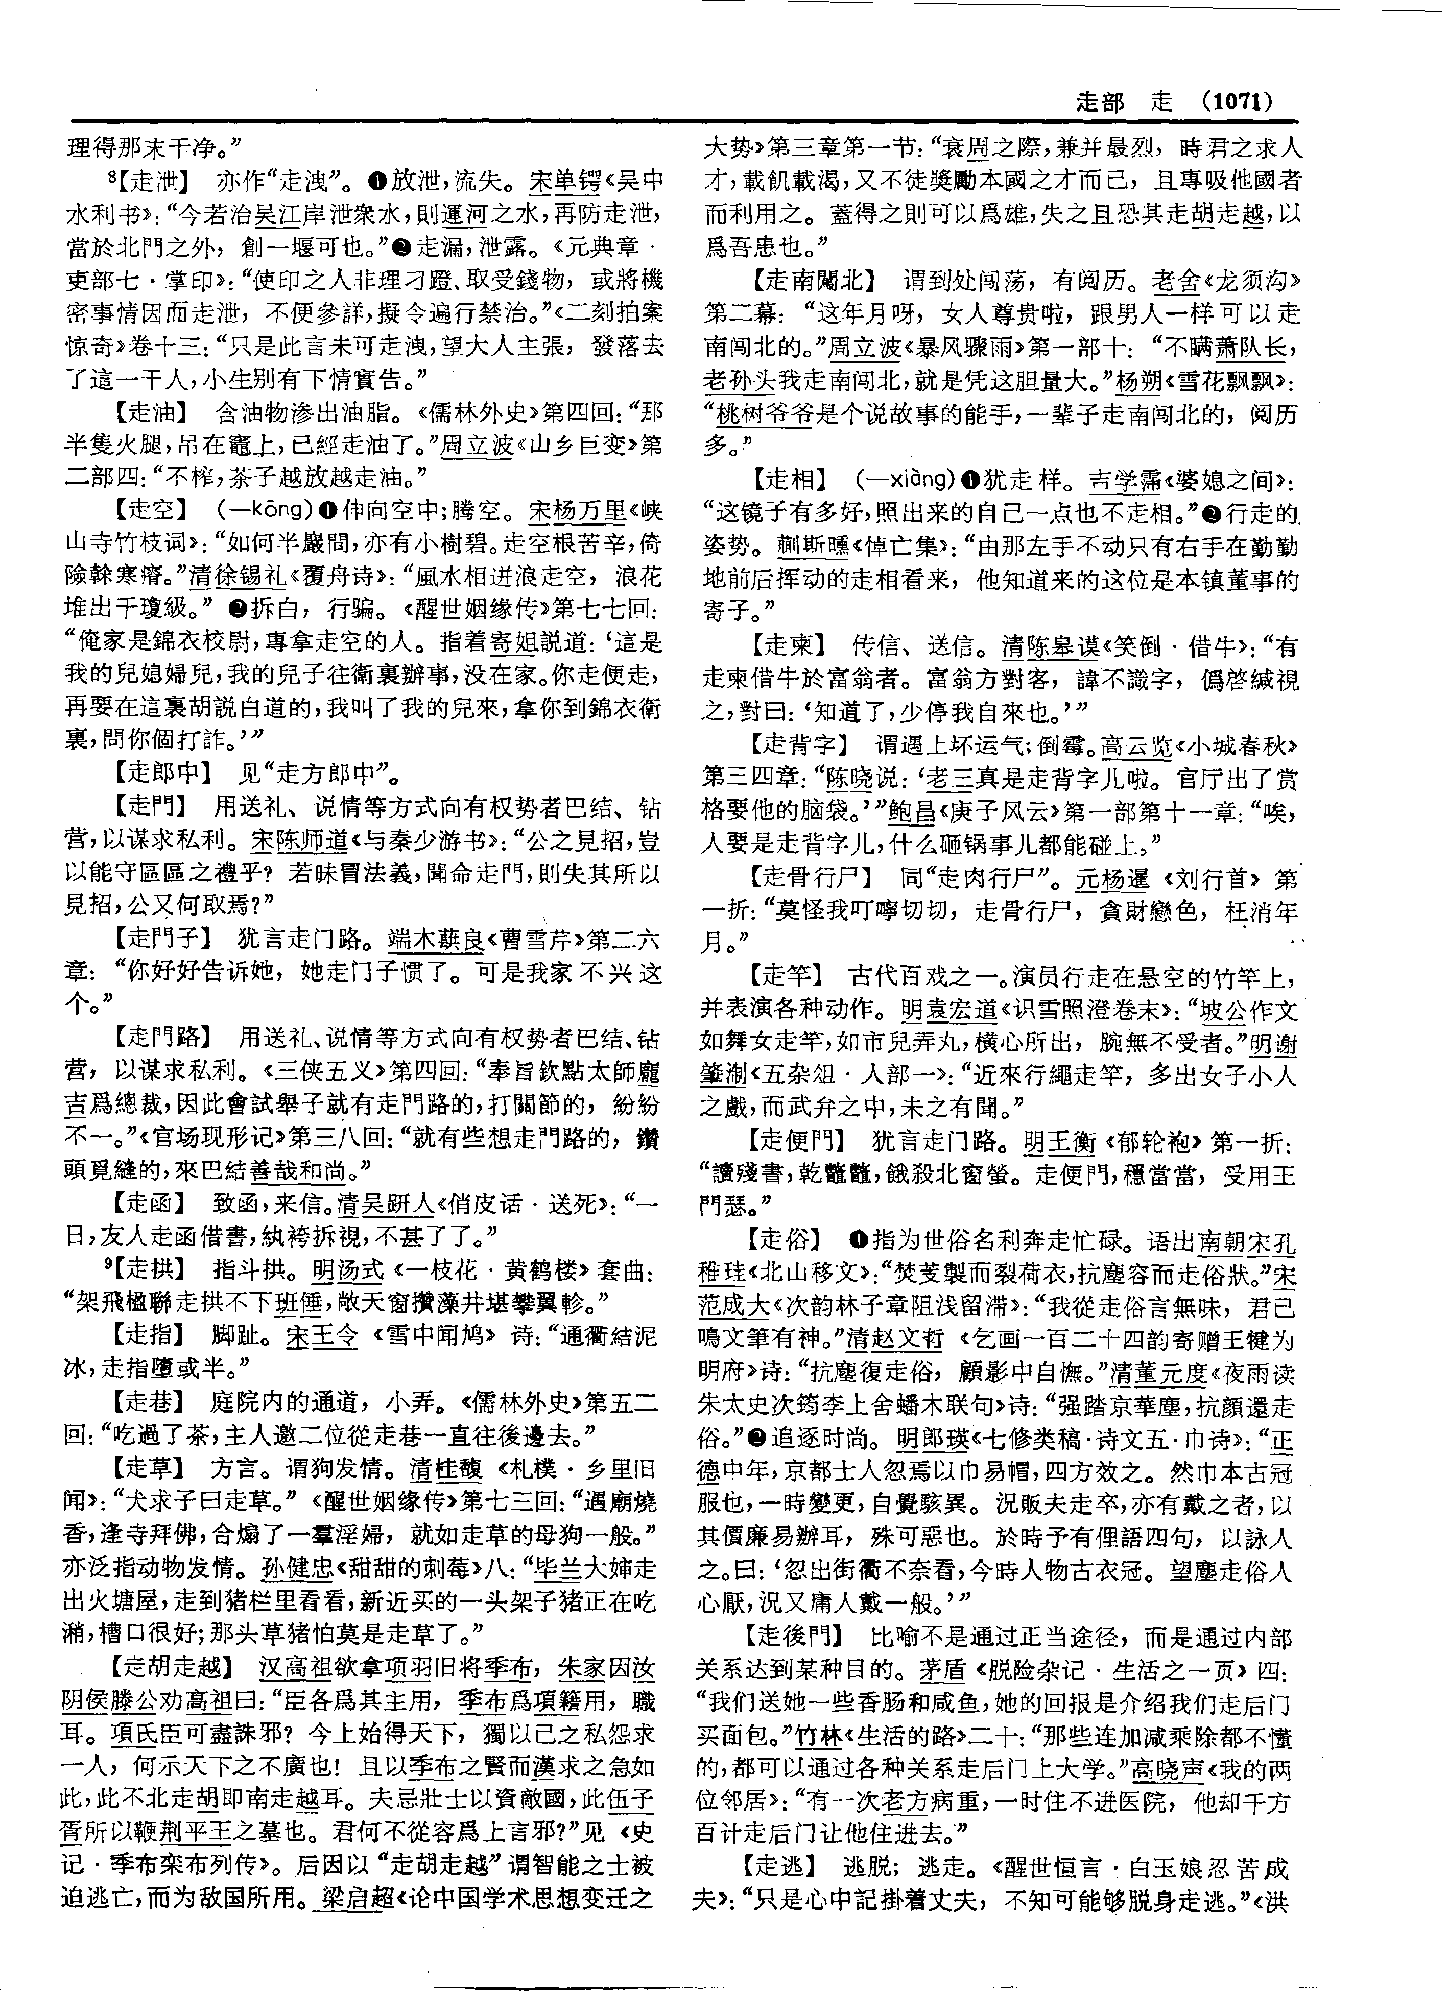 走部 走 (1071)
理得那末干净。”
⁸【走泄】 亦作“走洩”。❶放泄,流失。宋单锷《吴中
水利书》:“今若治吴江岸泄衆水,則運河之水,再防走泄,
當於北門之外,創一堰可也。”❷走漏,泄露。《元典章·
吏部七·掌印》:“使印之人非理刁蹬、取受錢物,或將機
密事情因而走泄,不便參詳,擬令遍行禁治。”《二刻拍案
惊奇》卷十三:“只是此言未可走洩,望大人主張,發落去
了這一干人,小生别有下情實告。”
【走油】 含油物渗出油脂。《儒林外史》第四回:“那
半隻火腿,吊在竈上,已經走油了。”周立波《山乡巨变》第
二部四:“不榨,茶子越放越走油。”
【走空】 (—kōng)❶伸向空中;腾空。宋杨万里《峡
山寺竹枝词》:“如何半巖間,亦有小樹碧。走空根苦辛,倚
險榦寒瘠。”清徐锡礼《覆舟诗》:“風水相迸浪走空,浪花
堆出千瓊級。” ❷拆白,行骗。《醒世姻缘传》第七七回:
“俺家是錦衣校尉,專拿走空的人。指着寄姐説道:‘這是
我的兒媳婦兒,我的兒子往衛裏辦事,没在家。你走便走,
再要在這裏胡説白道的,我叫了我的兒來,拿你到錦衣衛
裏,問你個打詐。’”
【走郎中】 见“走方郎中”。
【走門】 用送礼、说情等方式向有权势者巴结、钻
营,以谋求私利。宋陈师道《与秦少游书》:“公之見招,豈
以能守區區之禮乎?若昧冒法義,聞命走門,則失其所以
見招,公又何取焉?”
【走門子】 犹言走门路。端木蕻良《曹雪芹》第二六
章:“你好好告诉她,她走门子惯了。可是我家不兴这
个。”
【走門路】 用送礼、说情等方式向有权势者巴结、钻
营,以谋求私利。《三侠五义》第四回:“奉旨欽點太師龐
吉爲總裁,因此會試舉子就有走門路的,打關節的,紛紛
不一。”《官场现形记》第三八回:“就有些想走門路的,鑽
頭覓縫的,來巴結善哉和尚。”
【走函】 致函,来信。清吴趼人《俏皮话·送死》:“一
日,友人走函借書,紈袴拆視,不甚了了。”
⁹【走拱】 指斗拱。明汤式《一枝花·黄鹤楼》套曲:
“架飛楹聯走拱不下班倕,敞天窗攢藻井堪攀翼軫。”
【走指】 脚趾。宋王令《雪中闻鸠》诗:“通衢結泥
冰,走指墮或半。”
【走巷】 庭院内的通道,小弄。《儒林外史》第五二
回:“吃過了茶,主人邀二位從走巷一直往後邊去。”
【走草】 方言。谓狗发情。清桂馥《札樸·乡里旧
闻》:“犬求子曰走草。”《醒世姻缘传》第七三回:“遇廟燒
香,逢寺拜佛,合煽了一羣淫婦,就如走草的母狗一般。”
亦泛指动物发情。孙健忠《甜甜的刺莓》八:“毕兰大婶走
出火塘屋,走到猪栏里看看,新近买的一头架子猪正在吃
潲,槽口很好;那头草猪怕莫是走草了。”
【走胡走越】 汉高祖欲拿项羽旧将季布,朱家因汝
阴侯滕公劝高祖曰:“臣各爲其主用,季布爲項籍用,職
耳。項氏臣可盡誅邪?今上始得天下,獨以己之私怨求
一人,何示天下之不廣也!且以季布之賢而漢求之急如
此,此不北走胡即南走越耳。夫忌壯士以資敵國,此伍子
胥所以鞭荆平王之墓也。君何不從容爲上言邪?”见《史
记·季布栾布列传》。后因以“走胡走越”谓智能之士被
迫逃亡,而为敌国所用。梁启超《论中国学术思想变迁之
大势》第三章第一节:“衰周之際,兼并最烈,時君之求人
才,載飢載渴,又不徒獎勵本國之才而已,且專吸他國者
而利用之。蓋得之則可以爲雄,失之且恐其走胡走越,以
爲吾患也。”
【走南闖北】 谓到处闯荡,有阅历。老舍《龙须沟》
第二幕:“这年月呀,女人尊贵啦,跟男人一样可以走
南闯北的。”周立波《暴风骤雨》第一部十:“不瞒萧队长,
老孙头我走南闯北,就是凭这胆量大。”杨朔《雪花飘飘》:
“桃树爷爷是个说故事的能手,一辈子走南闯北的,阅历
多。”
【走相】 (—xiàng)❶犹走样。吉学霈《婆媳之间》:
“这镜子有多好,照出来的自己一点也不走相。”❷行走的
姿势。蒯斯曛《悼亡集》:“由那左手不动只有右手在勤勤
地前后挥动的走相看来,他知道来的这位是本镇董事的
寄子。”
【走柬】 传信、送信。清陈皋谟《笑倒·借牛》:“有
走柬借牛於富翁者。富翁方對客,諱不識字,僞啓緘視
之,對曰:‘知道了,少停我自來也。’”
【走背字】 谓遇上坏运气;倒霉。高云览《小城春秋》
第三四章:“陈晓说:‘老三真是走背字儿啦。官厅出了赏
格要他的脑袋。’”鲍昌《庚子风云》第一部第十一章:“唉,
人要是走背字儿,什么砸锅事儿都能碰上。”
【走骨行尸】 同“走肉行尸”。元杨暹《刘行首》第
一折:“莫怪我叮嚀切切,走骨行尸,貪財戀色,枉消年
月。”
【走竿】 古代百戏之一。演员行走在悬空的竹竿上,
并表演各种动作。明袁宏道《识雪照澄卷末》:“坡公作文
如舞女走竿,如市兒弄丸,横心所出,腕無不受者。”明谢
肇淛《五杂俎·人部一》:“近來行繩走竿,多出女子小人
之戲,而武弁之中,未之有聞。”
【走便門】 犹言走门路。明王衡《郁轮袍》第一折:
“讀殘書,乾虀虀,餓殺北窗螢。走便門,穩當當,受用王
門瑟。”
【走俗】 ❶指为世俗名利奔走忙碌。语出南朝宋孔
稚珪《北山移文》:“焚芰製而裂荷衣,抗塵容而走俗狀。”宋
范成大《次韵林子章阻浅留滞》:“我從走俗言無味,君已
鳴文筆有神。”清赵文哲《乞画一百二十四韵寄赠王犍为
明府》诗:“抗塵復走俗,顧影中自憮。”清董元度《夜雨读
朱太史次筠李上舍蟠木联句》诗:“强踏京華塵,抗顔還走
俗。”❷追逐时尚。明郎瑛《七修类稿·诗文五·巾诗》:“正
德中年,京都士人忽焉以巾易帽,四方效之。然巾本古冠
服也,一時變更,自覺駭異。況販夫走卒,亦有戴之者,以
其價廉易辦耳,殊可惡也。於時予有俚語四句,以詠人
之。曰:‘忽出街衢不奈看,今時人物古衣冠。望塵走俗人
心厭,況又庸人戴一般。’”
【走後門】 比喻不是通过正当途径,而是通过内部
关系达到某种目的。茅盾《脱险杂记·生活之一页》四:
“我们送她一些香肠和咸鱼,她的回报是介绍我们走后门
买面包。”竹林《生活的路》二十:“那些连加减乘除都不懂
的,都可以通过各种关系走后门上大学。”高晓声《我的两
位邻居》:“有一次老方病重,一时住不进医院,他却千方
百计走后门让他住进去。”
【走逃】 逃脱;逃走。《醒世恒言·白玉娘忍苦成
夫》:“只是心中記掛着丈夫,不知可能够脱身走逃。”《洪